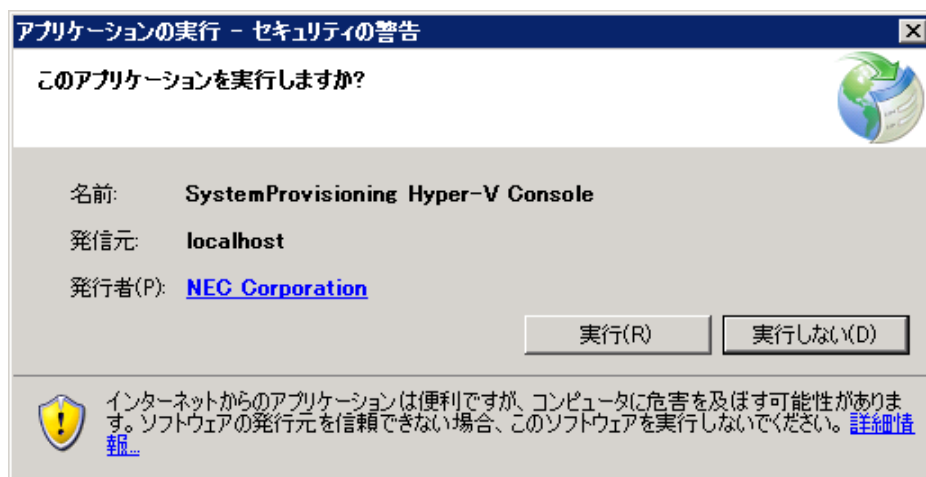 アプリケーションの実行 - セキュリティの警告
このアプリケーションを実行しますか?
名前: SystemProvisioning Hyper-V Console
発信元: localhost
発行者(P): NEC Corporation
実行(R) 実行しない(D)
インターネットからのアプリケーションは便利ですが、コンピュータに危害を及ぼす可能性がありま
す。ソフトウェアの発行元を信頼できない場合、このソフトウェアを実行しないでください。詳細情
報...